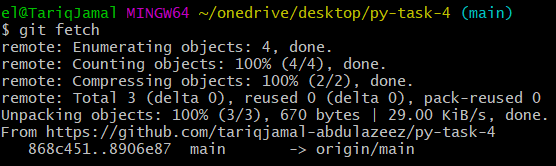 el@TariqJamal MINGW64 ~/onedrive/desktop/py-task-4 (main)
$ git fetch
remote: Enumerating objects: 4, done.
remote: Counting objects: 100% (4/4), done.
remote: Compressing objects: 100% (2/2), done.
remote: Total 3 (delta 0), reused 0 (delta 0), pack-reused 0
Unpacking objects: 100% (3/3), 670 bytes | 29.00 KiB/s, done.
From https://github.com/tariqjamal-abdulazeez/py-task-4
   868c451..8906e87  main       -> origin/main